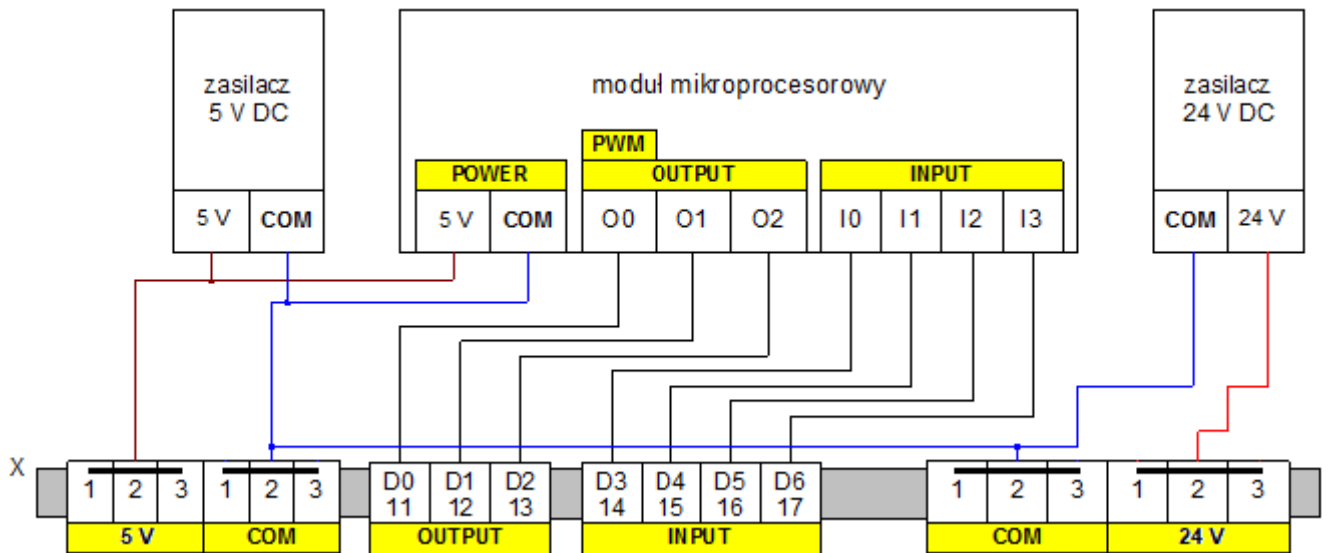 zasilacz
5 V DC
moduł mikroprocesorowy
zasilacz
24 V DC
PWM
POWER
OUTPUT
INPUT
5 V COM
5 V COM
O0 O1 O2
I0 I1 I2 I3
COM 24 V
X
1 2 3
1 2 3
D0 D1 D2
11 12 13
D3 D4 D5 D6
14 15 16 17
1 2 3
1 2 3
5 V
COM
OUTPUT
INPUT
COM
24 V